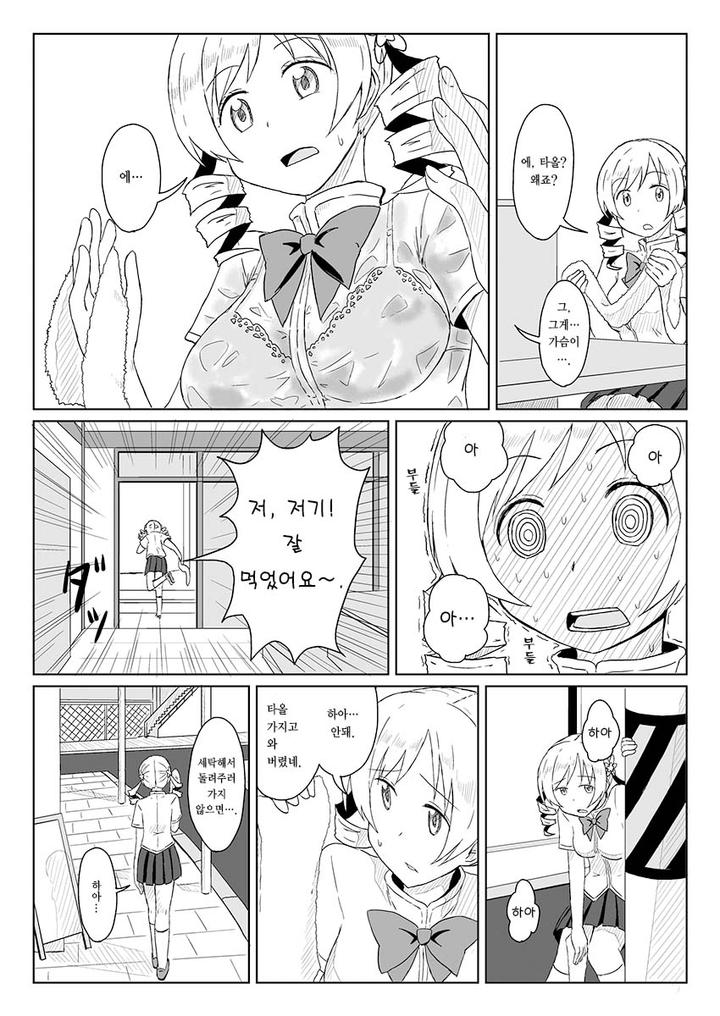 에, 타올?
왜죠?
그,
그게…
가슴이
….
에…
아
아
아…
부들
부들
저, 저기!
잘
먹었어요~.
ダッ
하아
하아
하아…
안돼.
타올
가지고
와
버렸네.
세탁해서
돌려주러
가지
않으면….
하아…